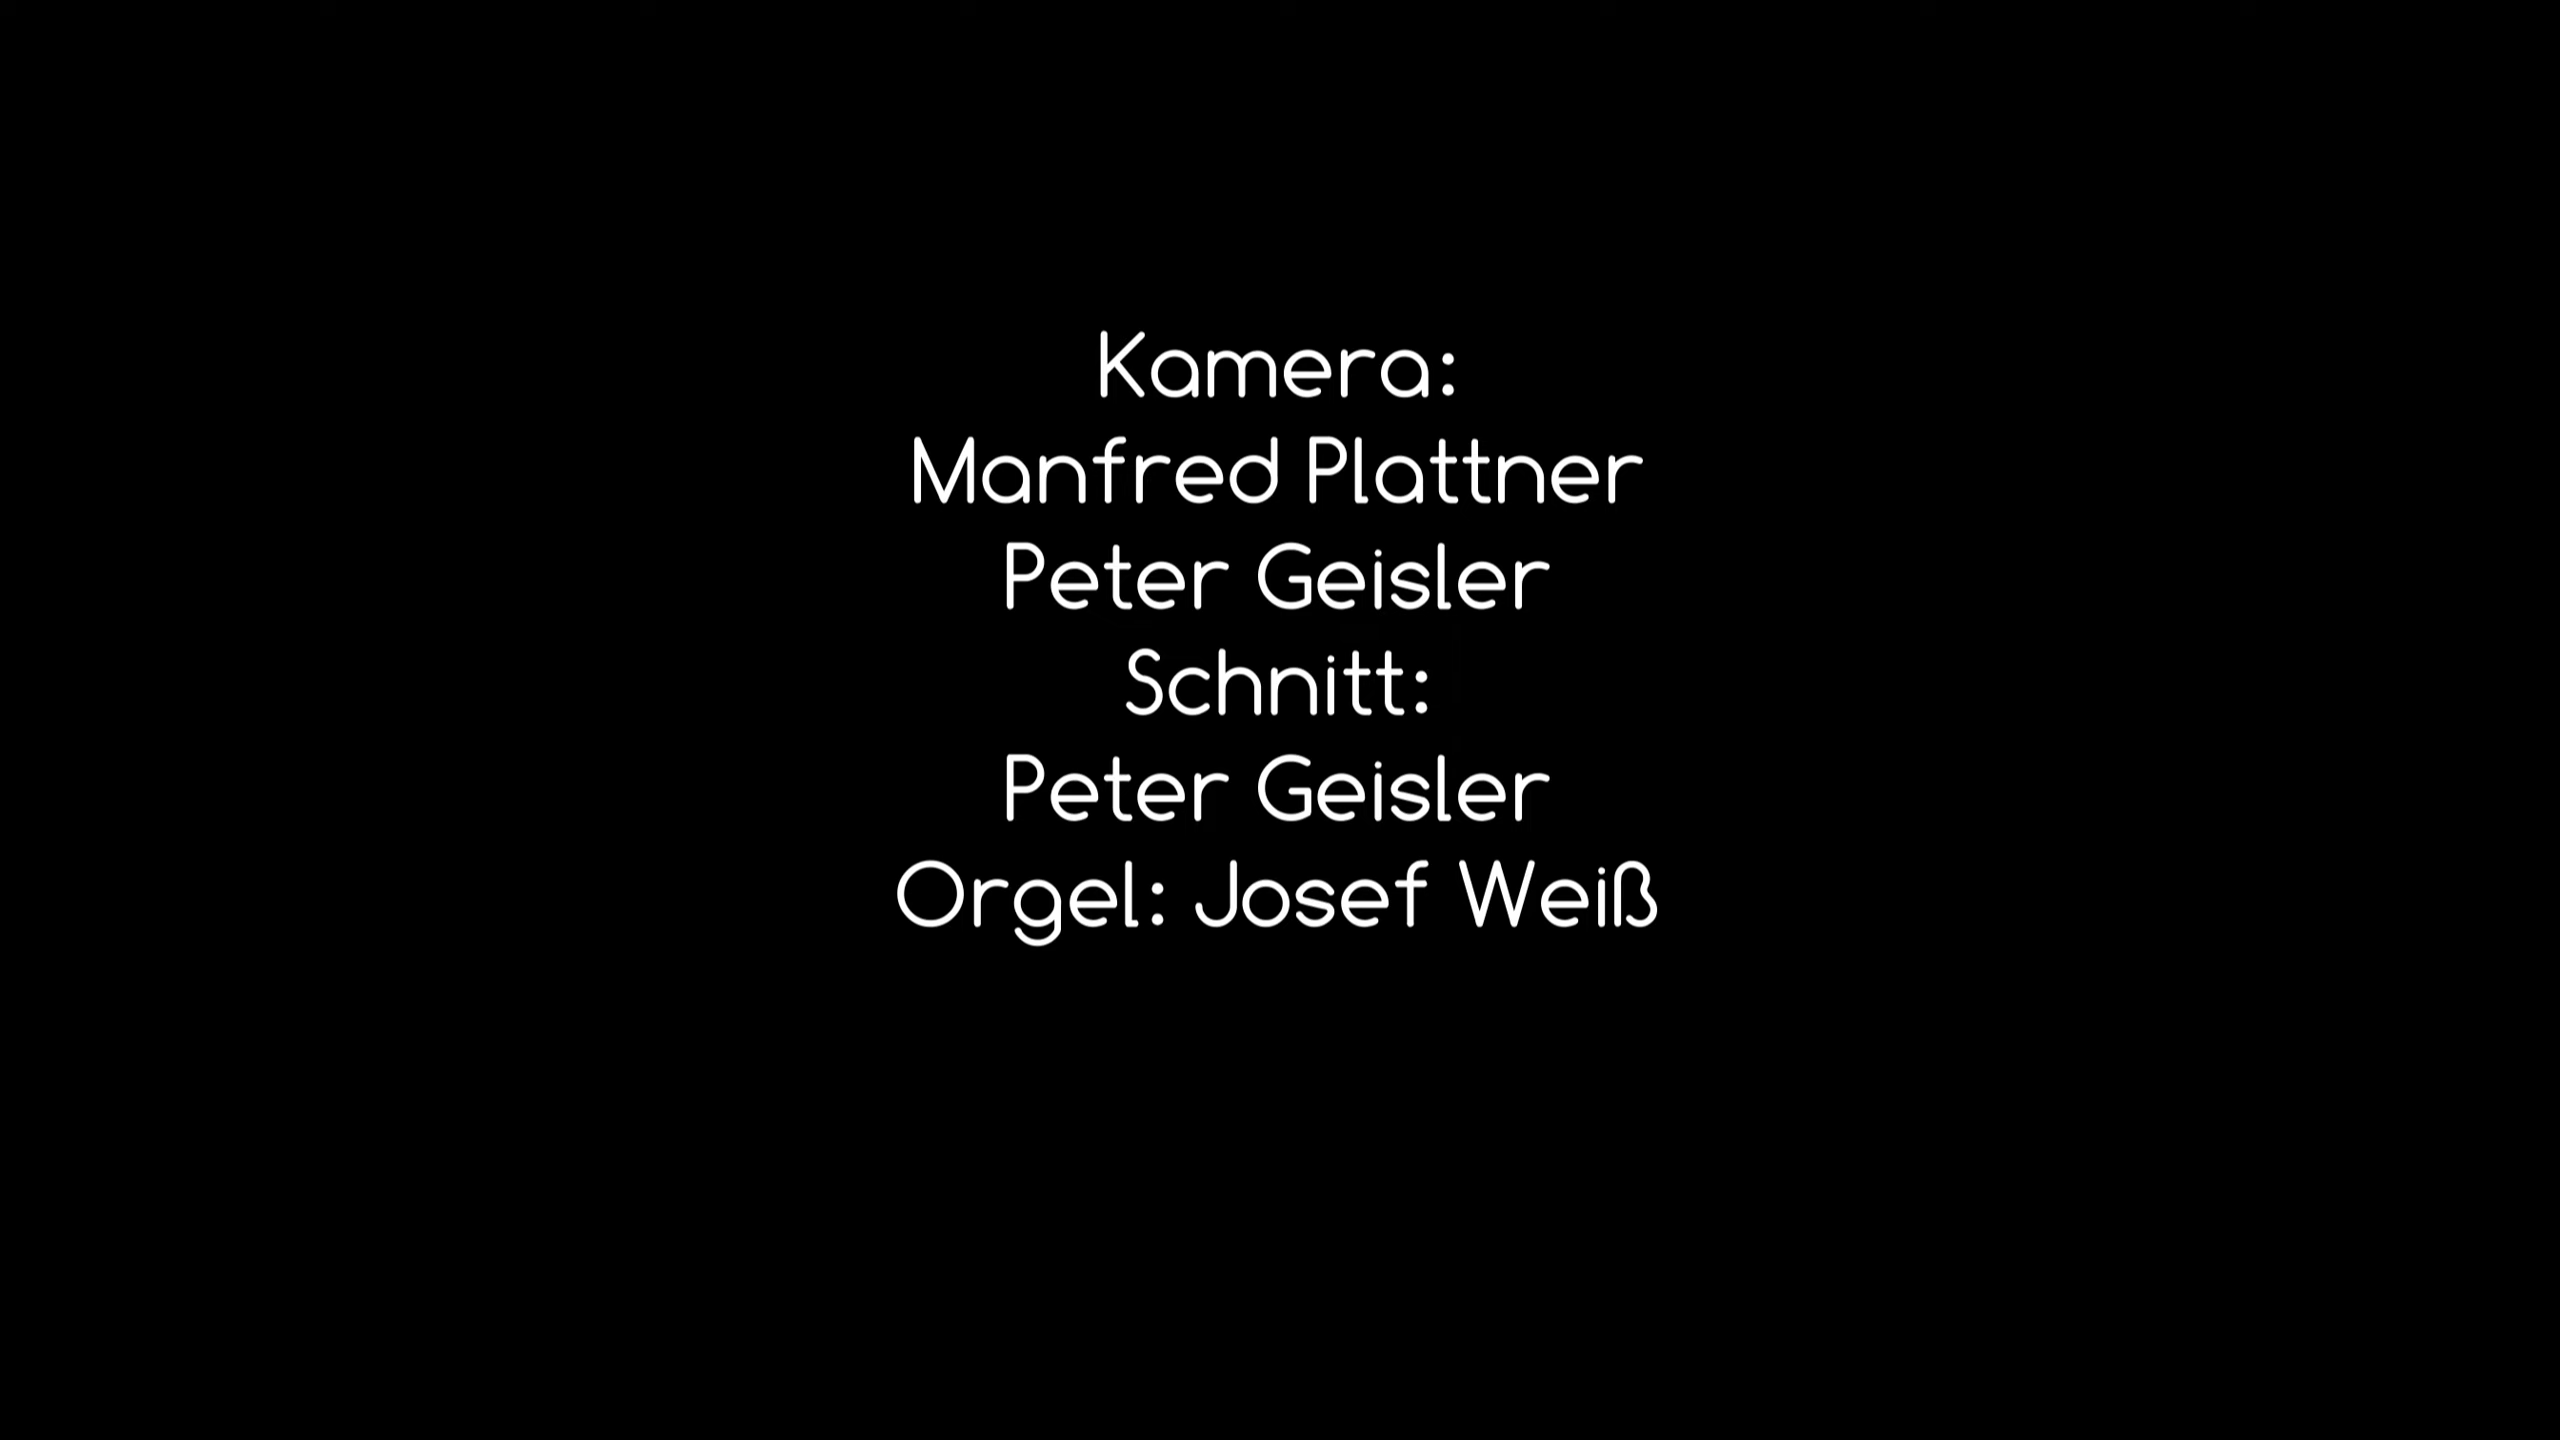 Kamera:
Manfred Plattner
Peter Geisler
Schnitt:
Peter Geisler
Orgel: Josef Weiß